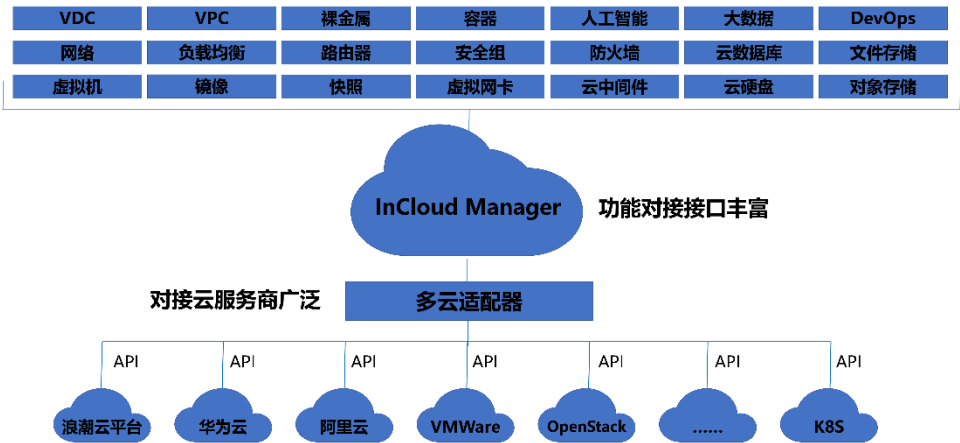 VDC VPC 裸金属 容器 人工智能 大数据 DevOps
网络 负载均衡 路由器 安全组 防火墙 云数据库 文件存储
虚拟机 镜像 快照 虚拟网卡 云中间件 云硬盘 对象存储
InCloud Manager
功能对接接口丰富
对接云服务商广泛
多云适配器
API API API API API API API
浪潮云平台 华为云 阿里云 VMWare OpenStack ...... K8S